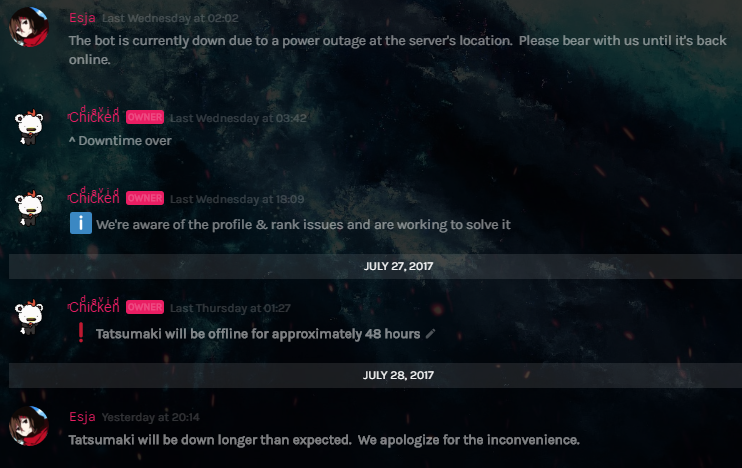 Esja Last Wednesday at 02:02
The bot is currently down due to a power outage at the server's location. Please bear with us until it's back
online.
Chicken OWNER Last Wednesday at 03:42
^ Downtime over
Chicken OWNER Last Wednesday at 18:09
We're aware of the profile & rank issues and are working to solve it
JULY 27, 2017
Chicken OWNER Last Thursday at 01:27
Tatsumaki will be offline for approximately 48 hours
JULY 28, 2017
Esja Yesterday at 20:14
Tatsumaki will be down longer than expected. We apologize for the inconvenience.